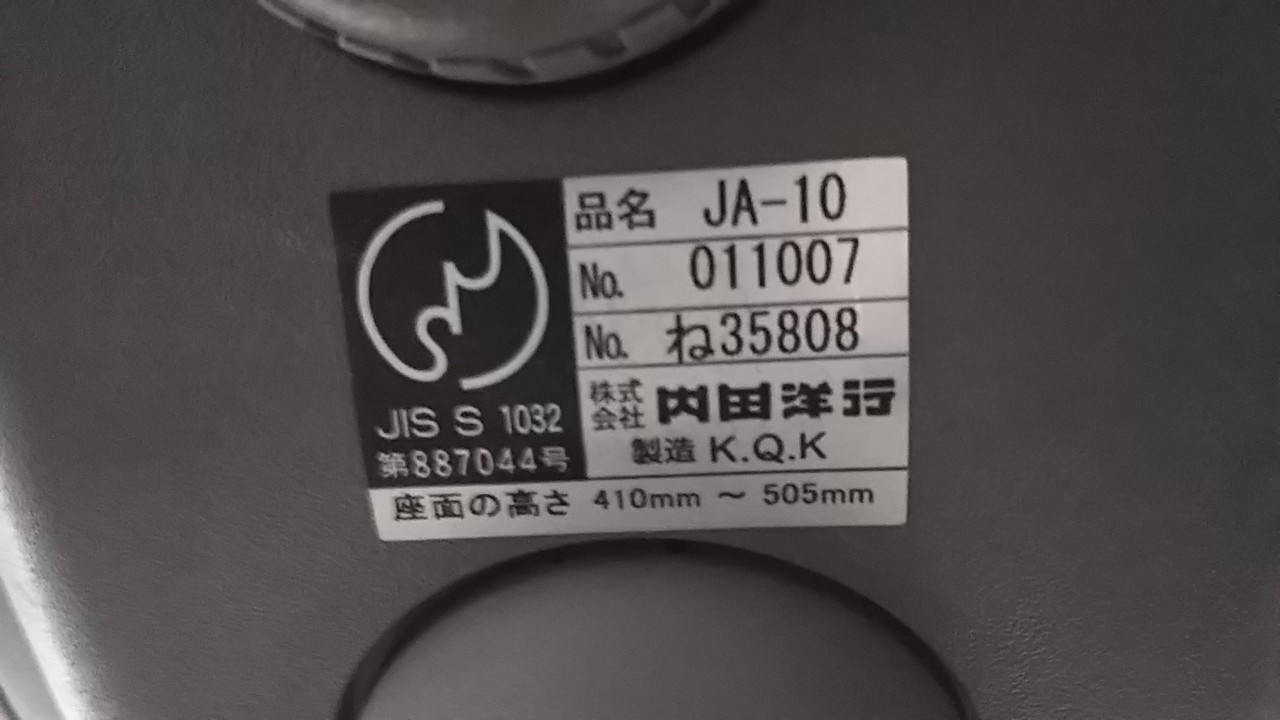 品名 JA-10
No. 011007
No. ね35808
株式会社 内田洋行
製造 K.Q.K
JIS S 1032
第887044号
座面の高さ 410mm ~ 505mm